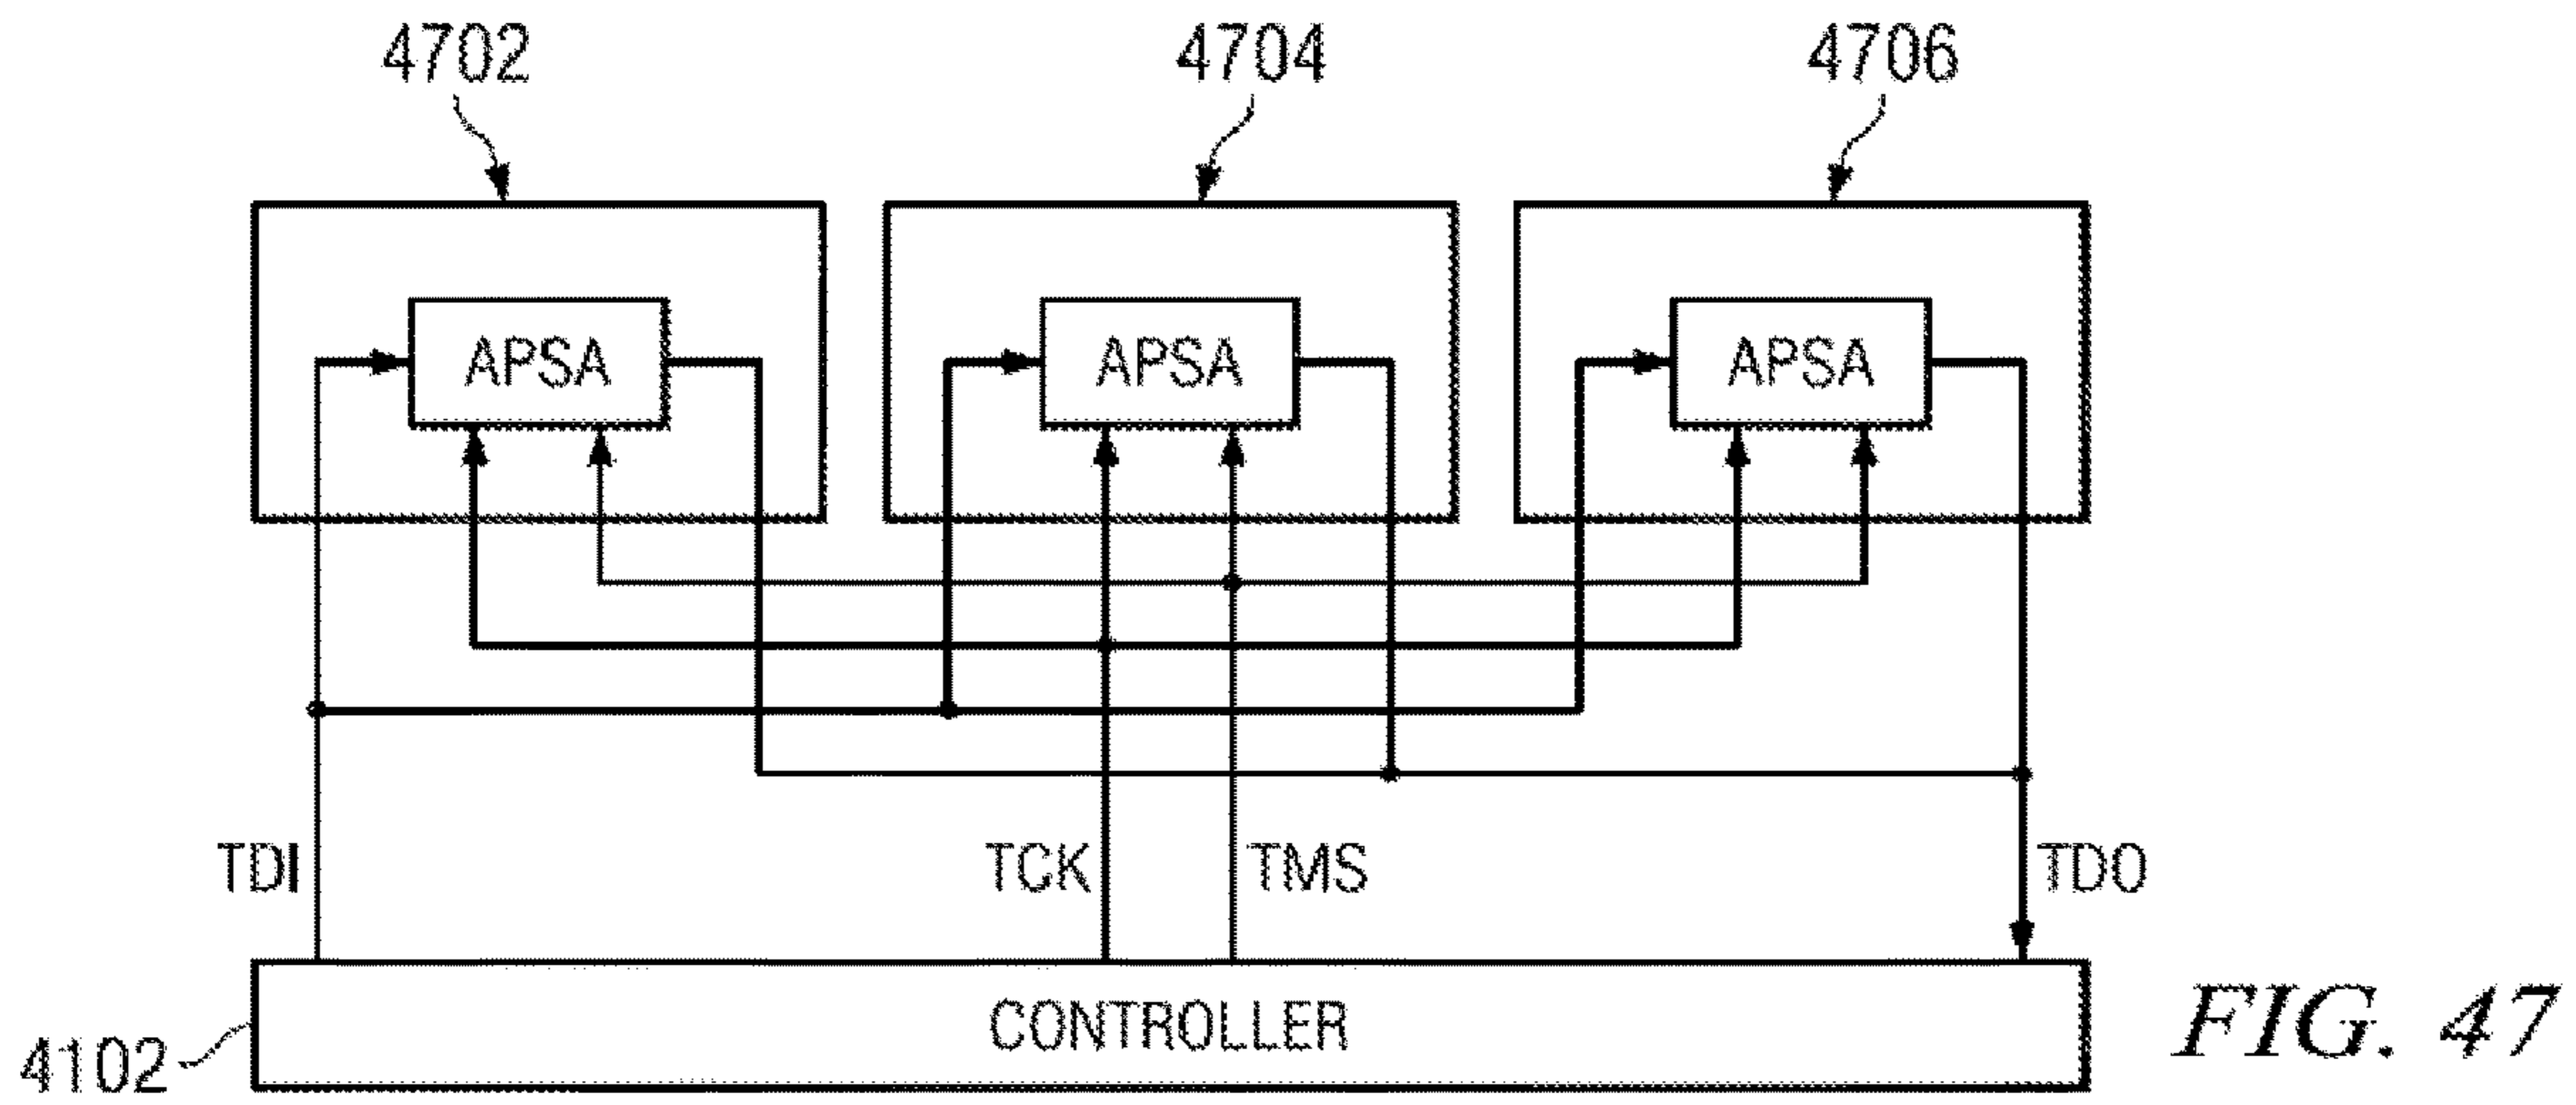 4702
4704
4706
APSA
APSA
APSA
TDI
TCK
TMS
TDO
CONTROLLER
4102
FIG. 47